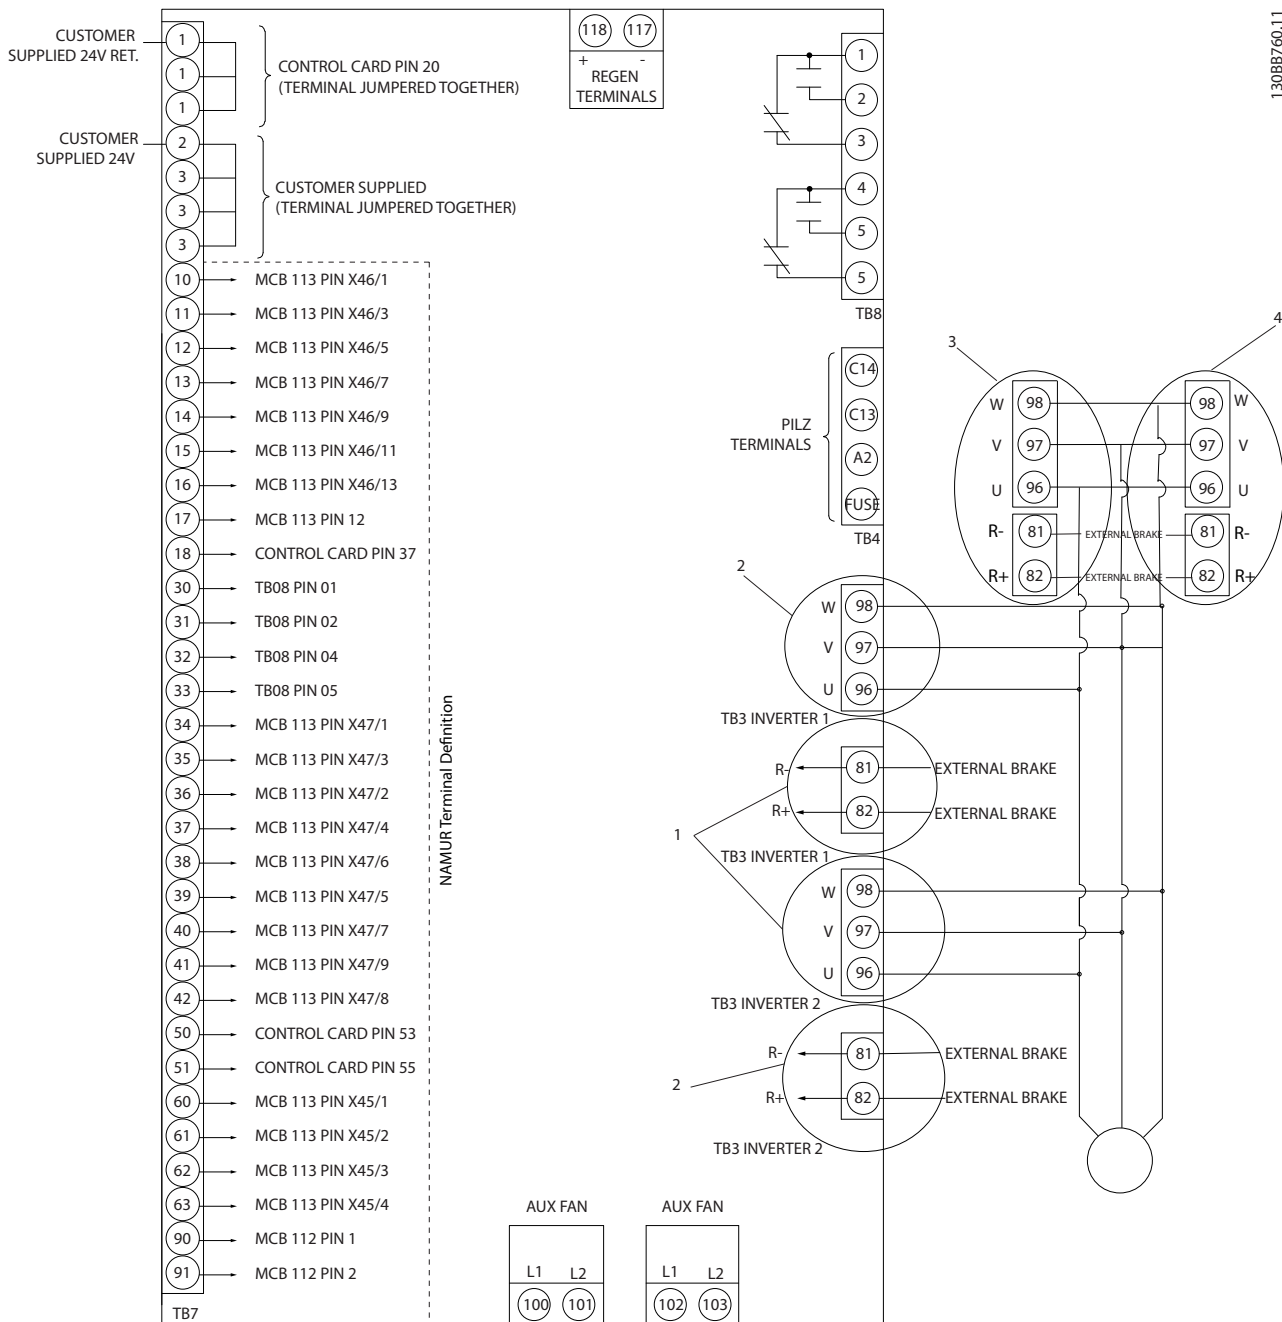 130BB760.11
CUSTOMER
SUPPLIED 24V RET.
1
1
1
CONTROL CARD PIN 20
(TERMINAL JUMPERED TOGETHER)
CUSTOMER
SUPPLIED 24V
2
3
3
3
CUSTOMER SUPPLIED
(TERMINAL JUMPERED TOGETHER)
10 MCB 113 PIN X46/1
11 MCB 113 PIN X46/3
12 MCB 113 PIN X46/5
13 MCB 113 PIN X46/7
14 MCB 113 PIN X46/9
15 MCB 113 PIN X46/11
16 MCB 113 PIN X46/13
17 MCB 113 PIN 12
18 CONTROL CARD PIN 37
30 TB08 PIN 01
31 TB08 PIN 02
32 TB08 PIN 04
33 TB08 PIN 05
34 MCB 113 PIN X47/1
35 MCB 113 PIN X47/3
36 MCB 113 PIN X47/2
37 MCB 113 PIN X47/4
38 MCB 113 PIN X47/6
39 MCB 113 PIN X47/5
40 MCB 113 PIN X47/7
41 MCB 113 PIN X47/9
42 MCB 113 PIN X47/8
50 CONTROL CARD PIN 53
51 CONTROL CARD PIN 55
60 MCB 113 PIN X45/1
61 MCB 113 PIN X45/2
62 MCB 113 PIN X45/3
63 MCB 113 PIN X45/4
90 MCB 112 PIN 1
91 MCB 112 PIN 2
TB7
NAMUR Terminal Definition
118 117
+ -
REGEN
TERMINALS
1
2
3
4
5
5
TB8
PILZ
TERMINALS
C14
C13
A2
FUSE
TB4
2
W 98
V 97
U 96
TB3 INVERTER 1
R- 81 EXTERNAL BRAKE
R+ 82 EXTERNAL BRAKE
1
TB3 INVERTER 1
W 98
V 97
U 96
TB3 INVERTER 2
R- 81 EXTERNAL BRAKE
2
R+ 82 EXTERNAL BRAKE
TB3 INVERTER 2
3
4
W 98 98 W
V 97 97 V
U 96 96 U
R- 81 EXTERNAL BRAKE 81 R-
R+ 82 EXTERNAL BRAKE 82 R+
AUX FAN
L1 L2
100 101
AUX FAN
L1 L2
102 103